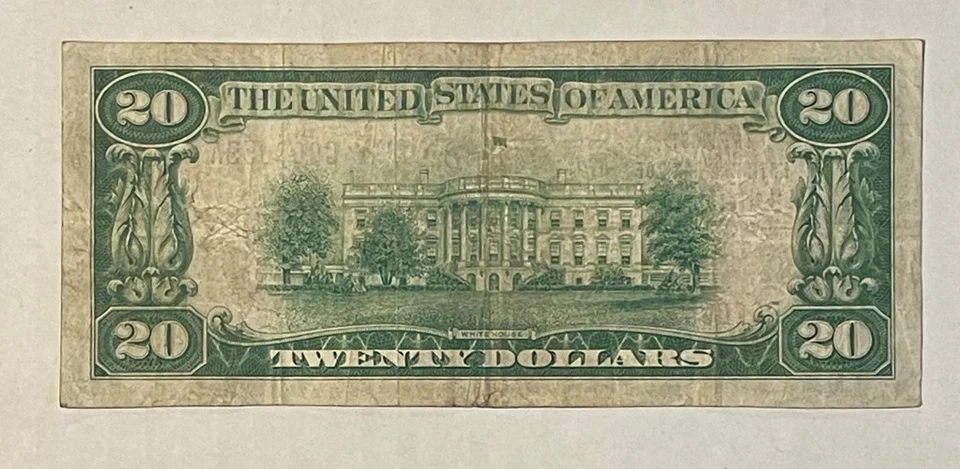 20 THE UNITED STATES OF AMERICA 20
WHITE HOUSE
20 TWENTY DOLLARS 20